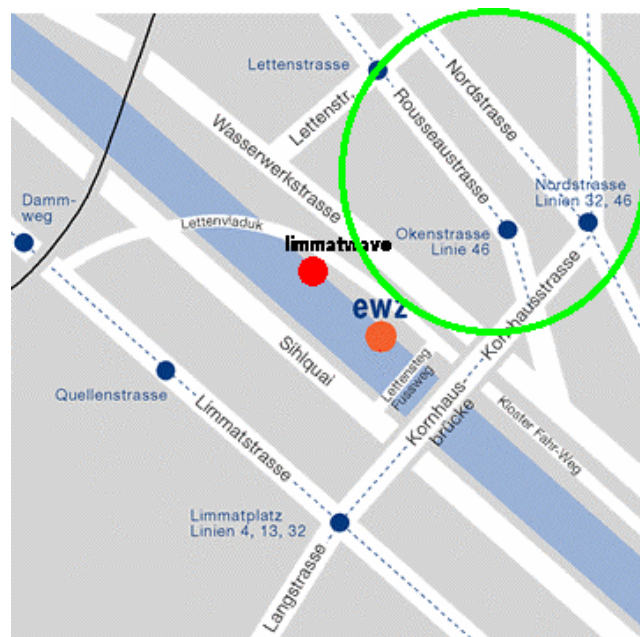 Lettenstrasse
Nordstrasse
Lettenstr.
Rousseaustrasse
Wasserwerkstrasse
Damm-
weg
Nordstrasse
Linien 32, 46
Lettenviaduk
limmatwave
Okenstrasse
Linie 46
ewz
Kornhausstrasse
Sihlquai
Lettensteg
Fussweg
Quellenstrasse
Limmatstrasse
Kornhaus-
brücke
Kloster Fahr-Weg
Limmatplatz
Linien 4, 13, 32
Langstrasse